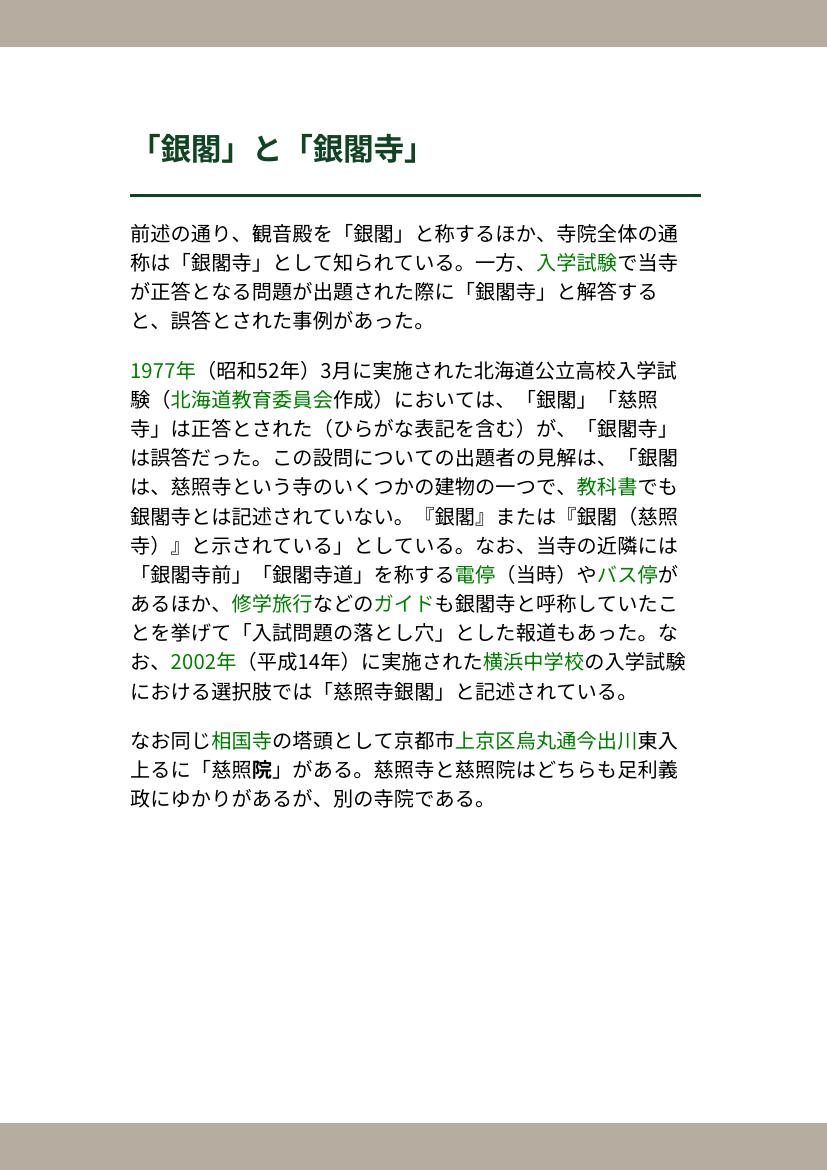 「銀閣」と「銀閣寺」
前述の通り、観音殿を「銀閣」と称するほか、寺院全体の通
称は「銀閣寺」として知られている。一方、入学試験で当寺
が正答となる問題が出題された際に「銀閣寺」と解答する
と、誤答とされた事例があった。
1977年（昭和52年）3月に実施された北海道公立高校入学試
験（北海道教育委員会作成）においては、「銀閣」「慈照
寺」は正答とされた（ひらがな表記を含む）が、「銀閣寺」
は誤答だった。この設問についての出題者の見解は、「銀閣
は、慈照寺という寺のいくつかの建物の一つで、教科書でも
銀閣寺とは記述されていない。『銀閣』または『銀閣（慈照
寺）』と示されている」としている。なお、当寺の近隣には
「銀閣寺前」「銀閣寺道」を称する電停（当時）やバス停が
あるほか、修学旅行などのガイドも銀閣寺と呼称していたこ
とを挙げて「入試問題の落とし穴」とした報道もあった。な
お、2002年（平成14年）に実施された横浜中学校の入学試験
における選択肢では「慈照寺銀閣」と記述されている。
なお同じ相国寺の塔頭として京都市上京区烏丸通今出川東入
上るに「慈照院」がある。慈照寺と慈照院はどちらも足利義
政にゆかりがあるが、別の寺院である。